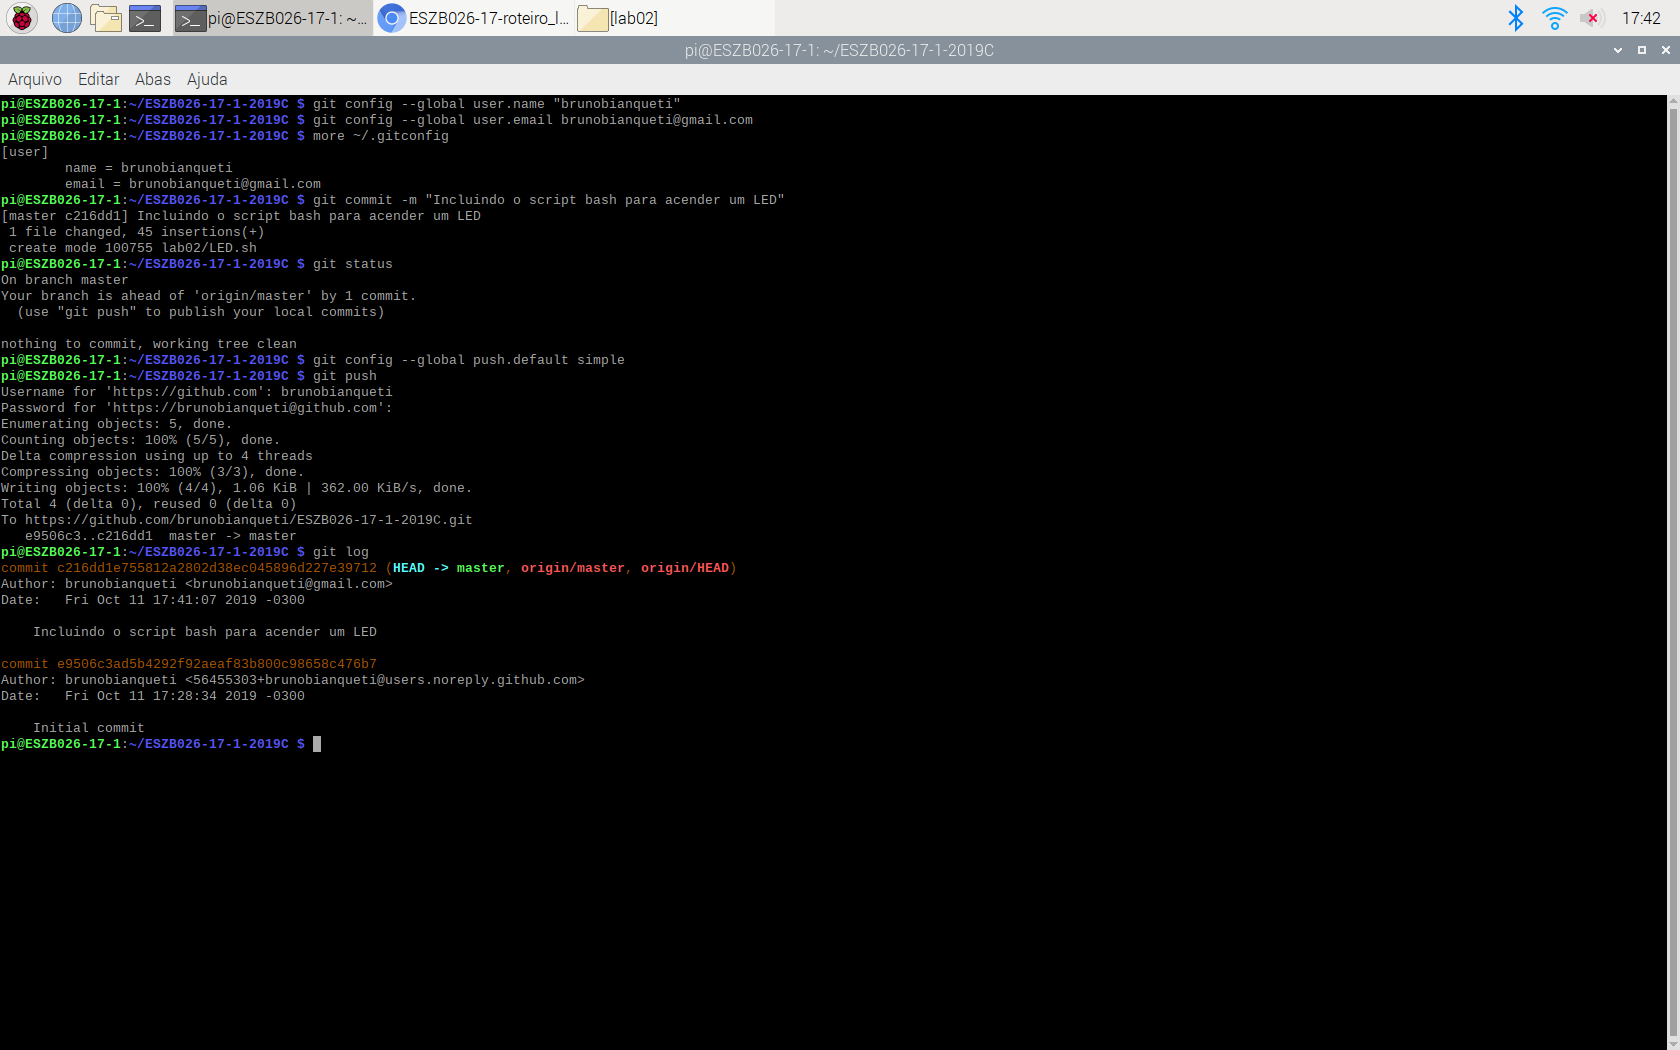 pi@ESZB026-17-1: ~... ESZB026-17-roteiro_l... [lab02] 17:42
pi@ESZB026-17-1: ~/ESZB026-17-1-2019C
Arquivo Editar Abas Ajuda
pi@ESZB026-17-1:~/ESZB026-17-1-2019C $ git config --global user.name "brunobianqueti"
pi@ESZB026-17-1:~/ESZB026-17-1-2019C $ git config --global user.email brunobianqueti@gmail.com
pi@ESZB026-17-1:~/ESZB026-17-1-2019C $ more ~/.gitconfig
[user]
        name = brunobianqueti
        email = brunobianqueti@gmail.com
pi@ESZB026-17-1:~/ESZB026-17-1-2019C $ git commit -m "Incluindo o script bash para acender um LED"
[master c216dd1] Incluindo o script bash para acender um LED
 1 file changed, 45 insertions(+)
 create mode 100755 lab02/LED.sh
pi@ESZB026-17-1:~/ESZB026-17-1-2019C $ git status
On branch master
Your branch is ahead of 'origin/master' by 1 commit.
  (use "git push" to publish your local commits)

nothing to commit, working tree clean
pi@ESZB026-17-1:~/ESZB026-17-1-2019C $ git config --global push.default simple
pi@ESZB026-17-1:~/ESZB026-17-1-2019C $ git push
Username for 'https://github.com': brunobianqueti
Password for 'https://brunobianqueti@github.com':
Enumerating objects: 5, done.
Counting objects: 100% (5/5), done.
Delta compression using up to 4 threads
Compressing objects: 100% (3/3), done.
Writing objects: 100% (4/4), 1.06 KiB | 362.00 KiB/s, done.
Total 4 (delta 0), reused 0 (delta 0)
To https://github.com/brunobianqueti/ESZB026-17-1-2019C.git
   e9506c3..c216dd1  master -> master
pi@ESZB026-17-1:~/ESZB026-17-1-2019C $ git log
commit c216dd1e755812a2802d38ec045896d227e39712 (HEAD -> master, origin/master, origin/HEAD)
Author: brunobianqueti <brunobianqueti@gmail.com>
Date:   Fri Oct 11 17:41:07 2019 -0300

    Incluindo o script bash para acender um LED

commit e9506c3ad5b4292f92aeaf83b800c98658c476b7
Author: brunobianqueti <56455303+brunobianqueti@users.noreply.github.com>
Date:   Fri Oct 11 17:28:34 2019 -0300

    Initial commit
pi@ESZB026-17-1:~/ESZB026-17-1-2019C $